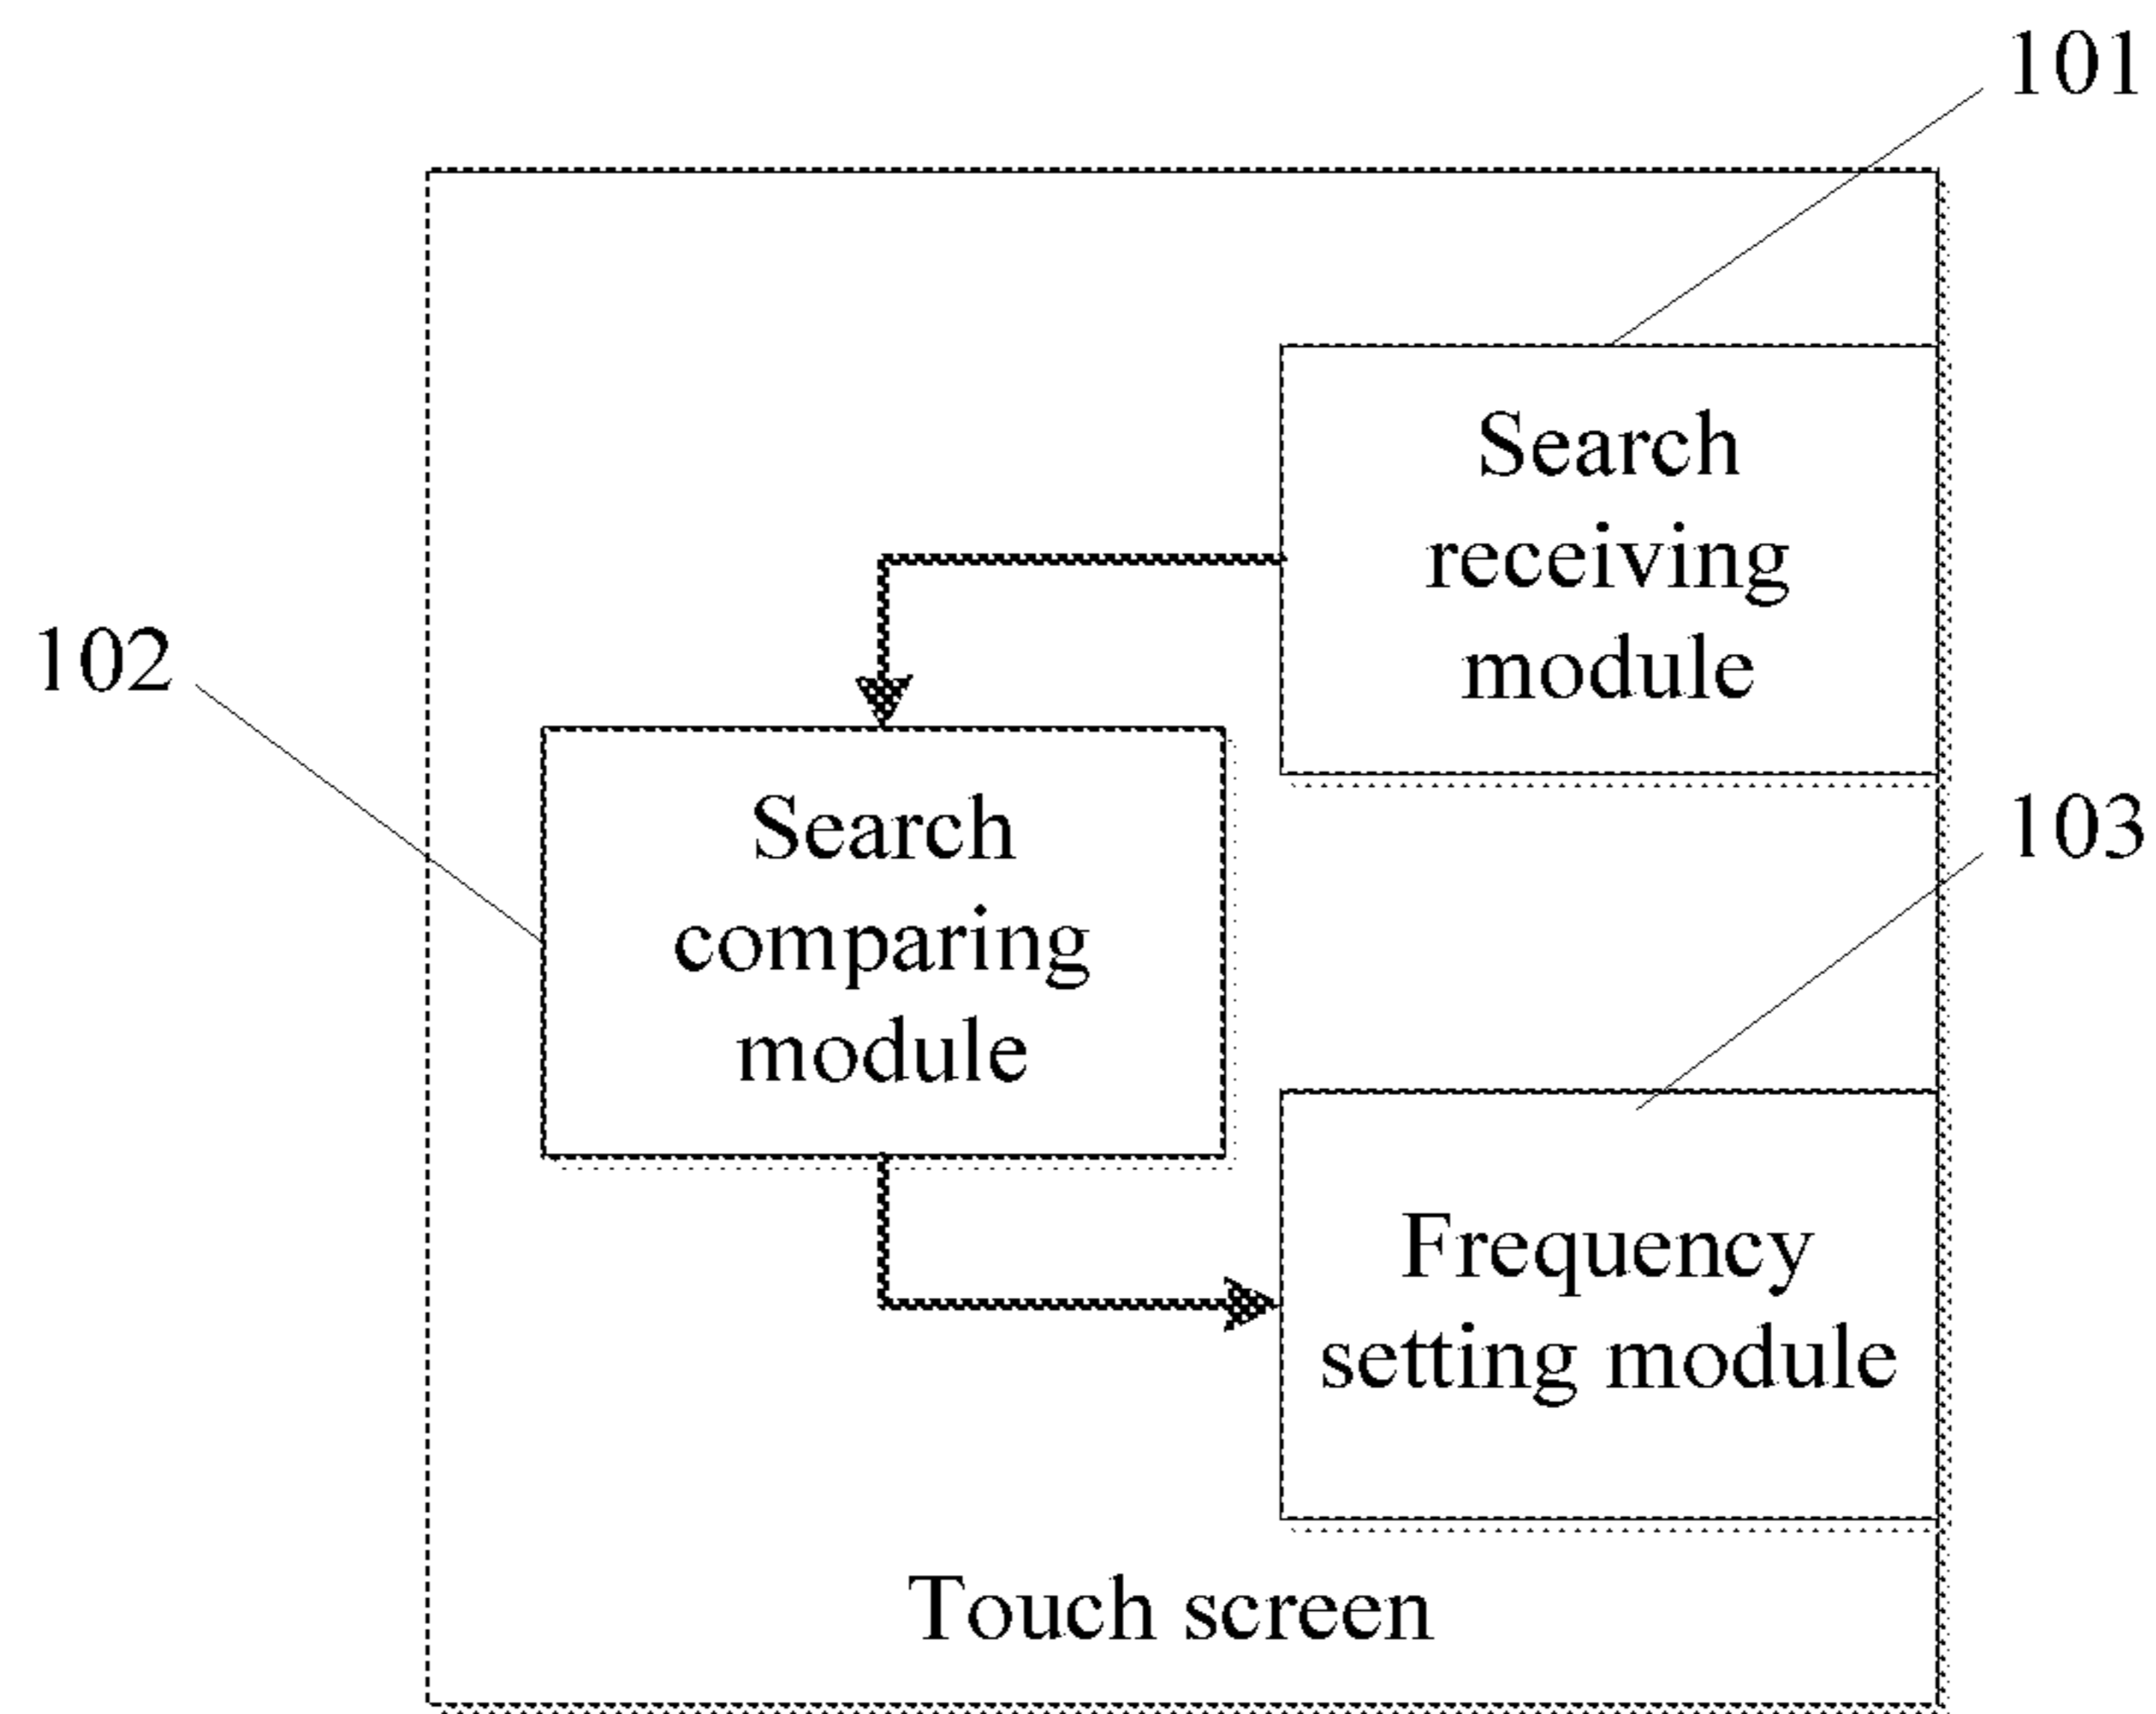 101
Search
receiving
module
102
Search
comparing
module
103
Frequency
setting module
Touch screen